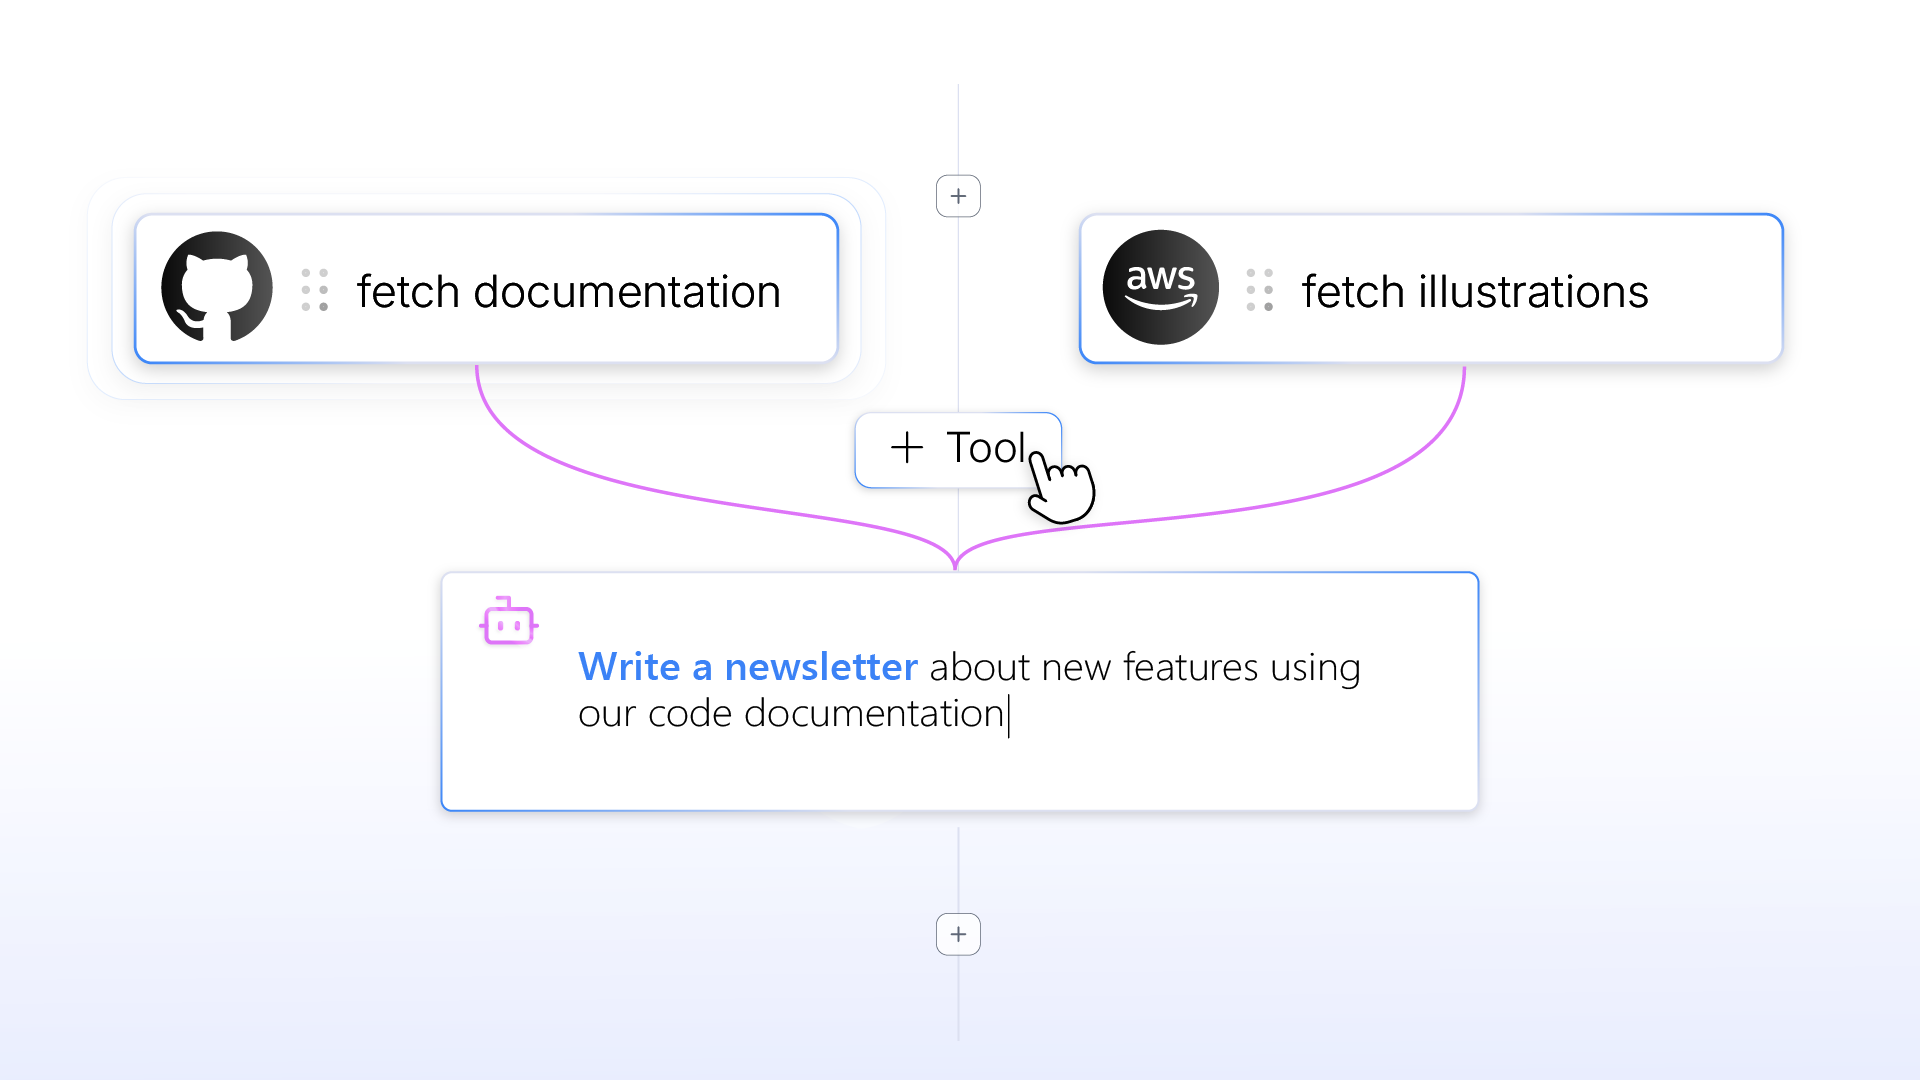 fetch documentation
aws
fetch illustrations
+ Tool
Write a newsletter about new features using
our code documentation